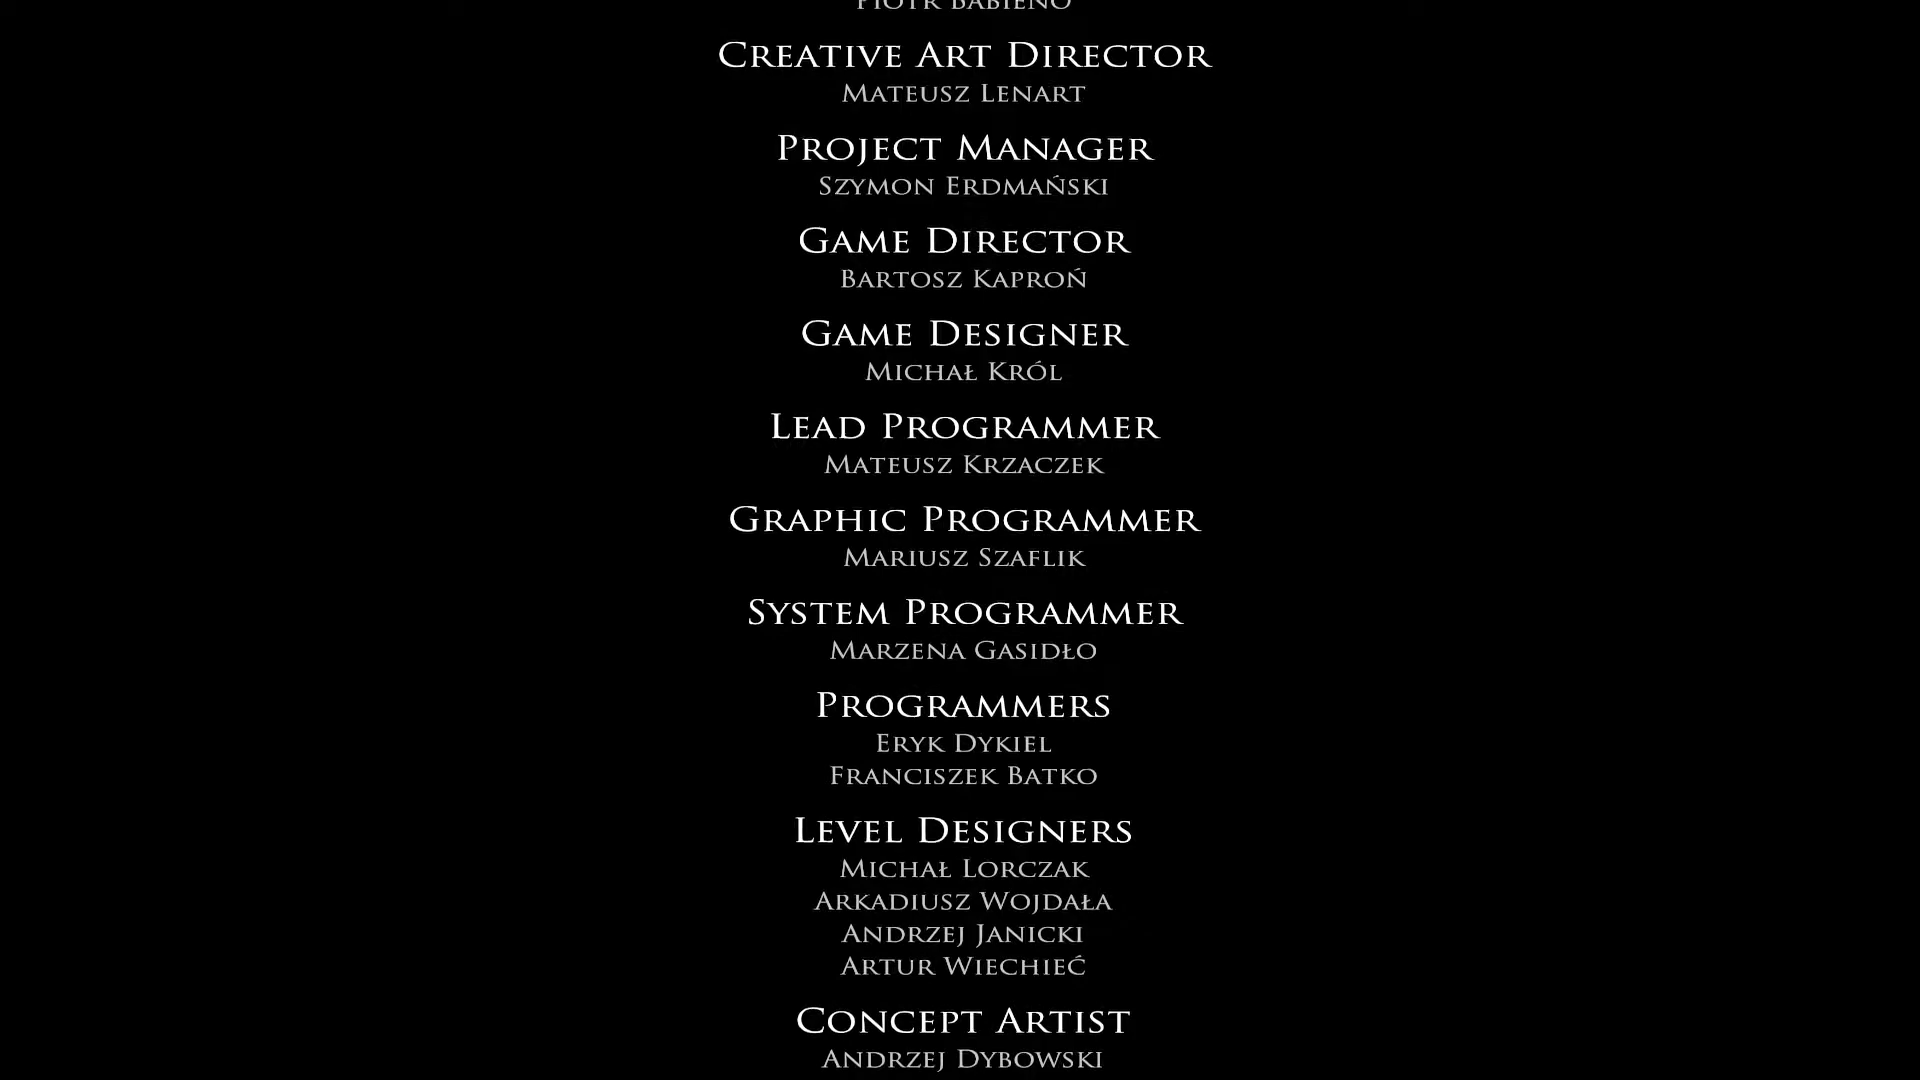 Piotr Babieno
Creative Art Director
Mateusz Lenart
Project Manager
Szymon Erdmański
Game Director
Bartosz Kaproń
Game Designer
Michał Król
Lead Programmer
Mateusz Krzaczek
Graphic Programmer
Mariusz Szaflik
System Programmer
Marzena Gasidło
Programmers
Eryk Dykiel
Franciszek Batko
Level Designers
Michał Lorczak
Arkadiusz Wojdała
Andrzej Janicki
Artur Wiechieć
Concept Artist
Andrzej Dybowski